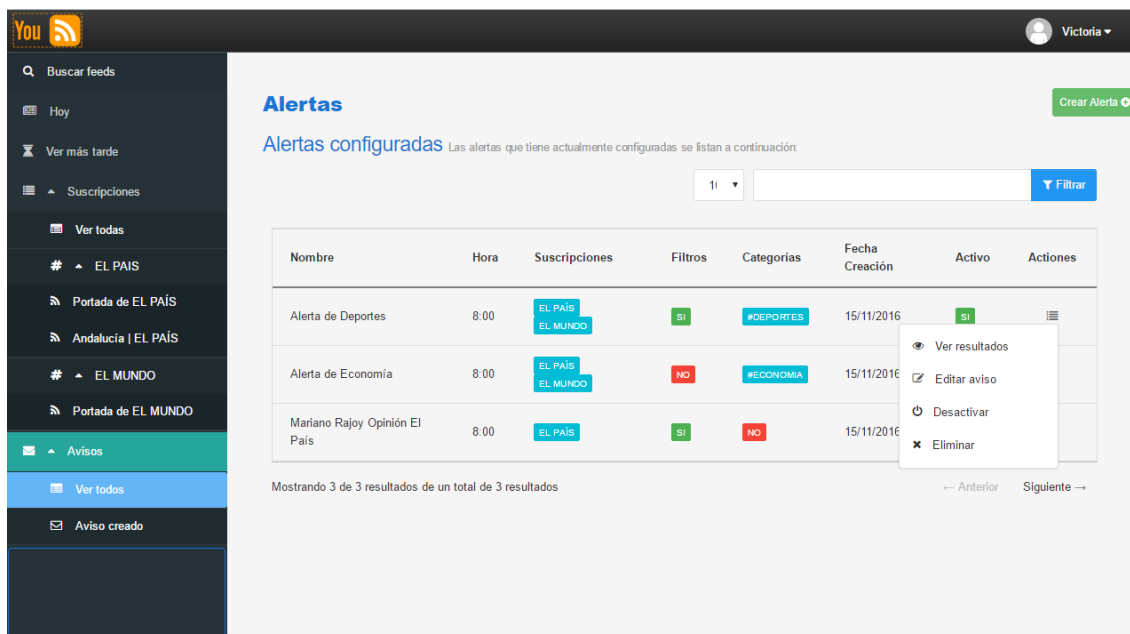 You
Victoria
Buscar feeds
Hoy
Ver más tarde
Suscripciones
Ver todas
# EL PAIS
Portada de EL PAÍS
Andalucía | EL PAÍS
# EL MUNDO
Portada de EL MUNDO
Avisos
Ver todos
Aviso creado
Alertas
Crear Alerta
Alertas configuradas Las alertas que tiene actualmente configuradas se listan a continuación:
Filtrar
Nombre Hora Suscripciones Filtros Categorías Fecha Creación Activo Actiones
Alerta de Deportes 8:00 EL PAÍS EL MUNDO SI #DEPORTES 15/11/2016 SI
Alerta de Economía 8:00 EL PAÍS EL MUNDO NO #ECONOMIA 15/11/2016
Mariano Rajoy Opinión El País 8:00 EL PAÍS SI NO 15/11/2016
Ver resultados
Editar aviso
Desactivar
Eliminar
Mostrando 3 de 3 resultados de un total de 3 resultados
← Anterior Siguiente →